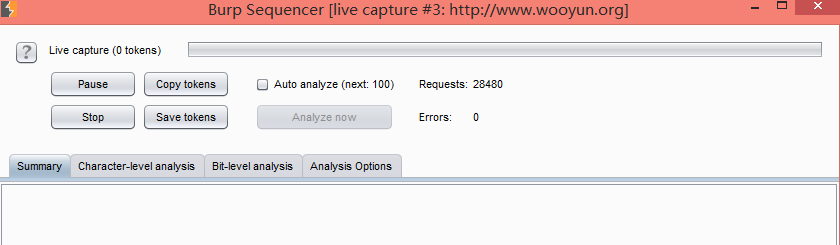 Burp Sequencer [live capture #3: http://www.wooyun.org]
? Live capture (0 tokens)
Pause Copy tokens Auto analyze (next: 100) Requests: 28480
Stop Save tokens Analyze now Errors: 0
Summary Character-level analysis Bit-level analysis Analysis Options